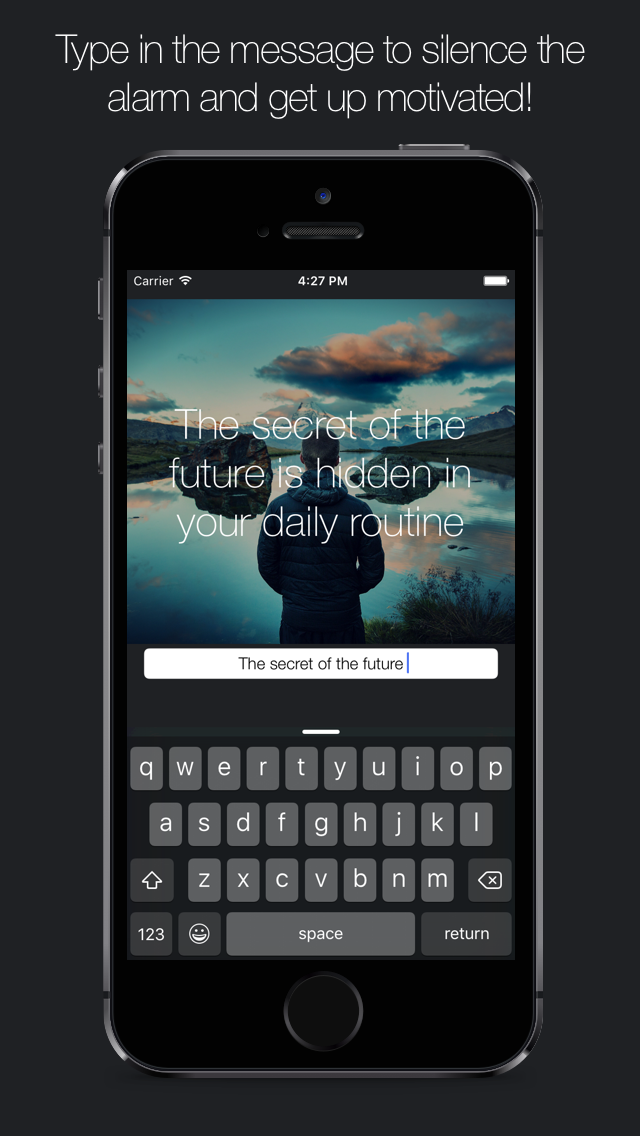 Type in the message to silence the
alarm and get up motivated!
Carrier 4:27 PM
The secret of the
future is hidden in
your daily routine
The secret of the future
q w e r t y u i o p
a s d f g h j k l
z x c v b n m
123 space return